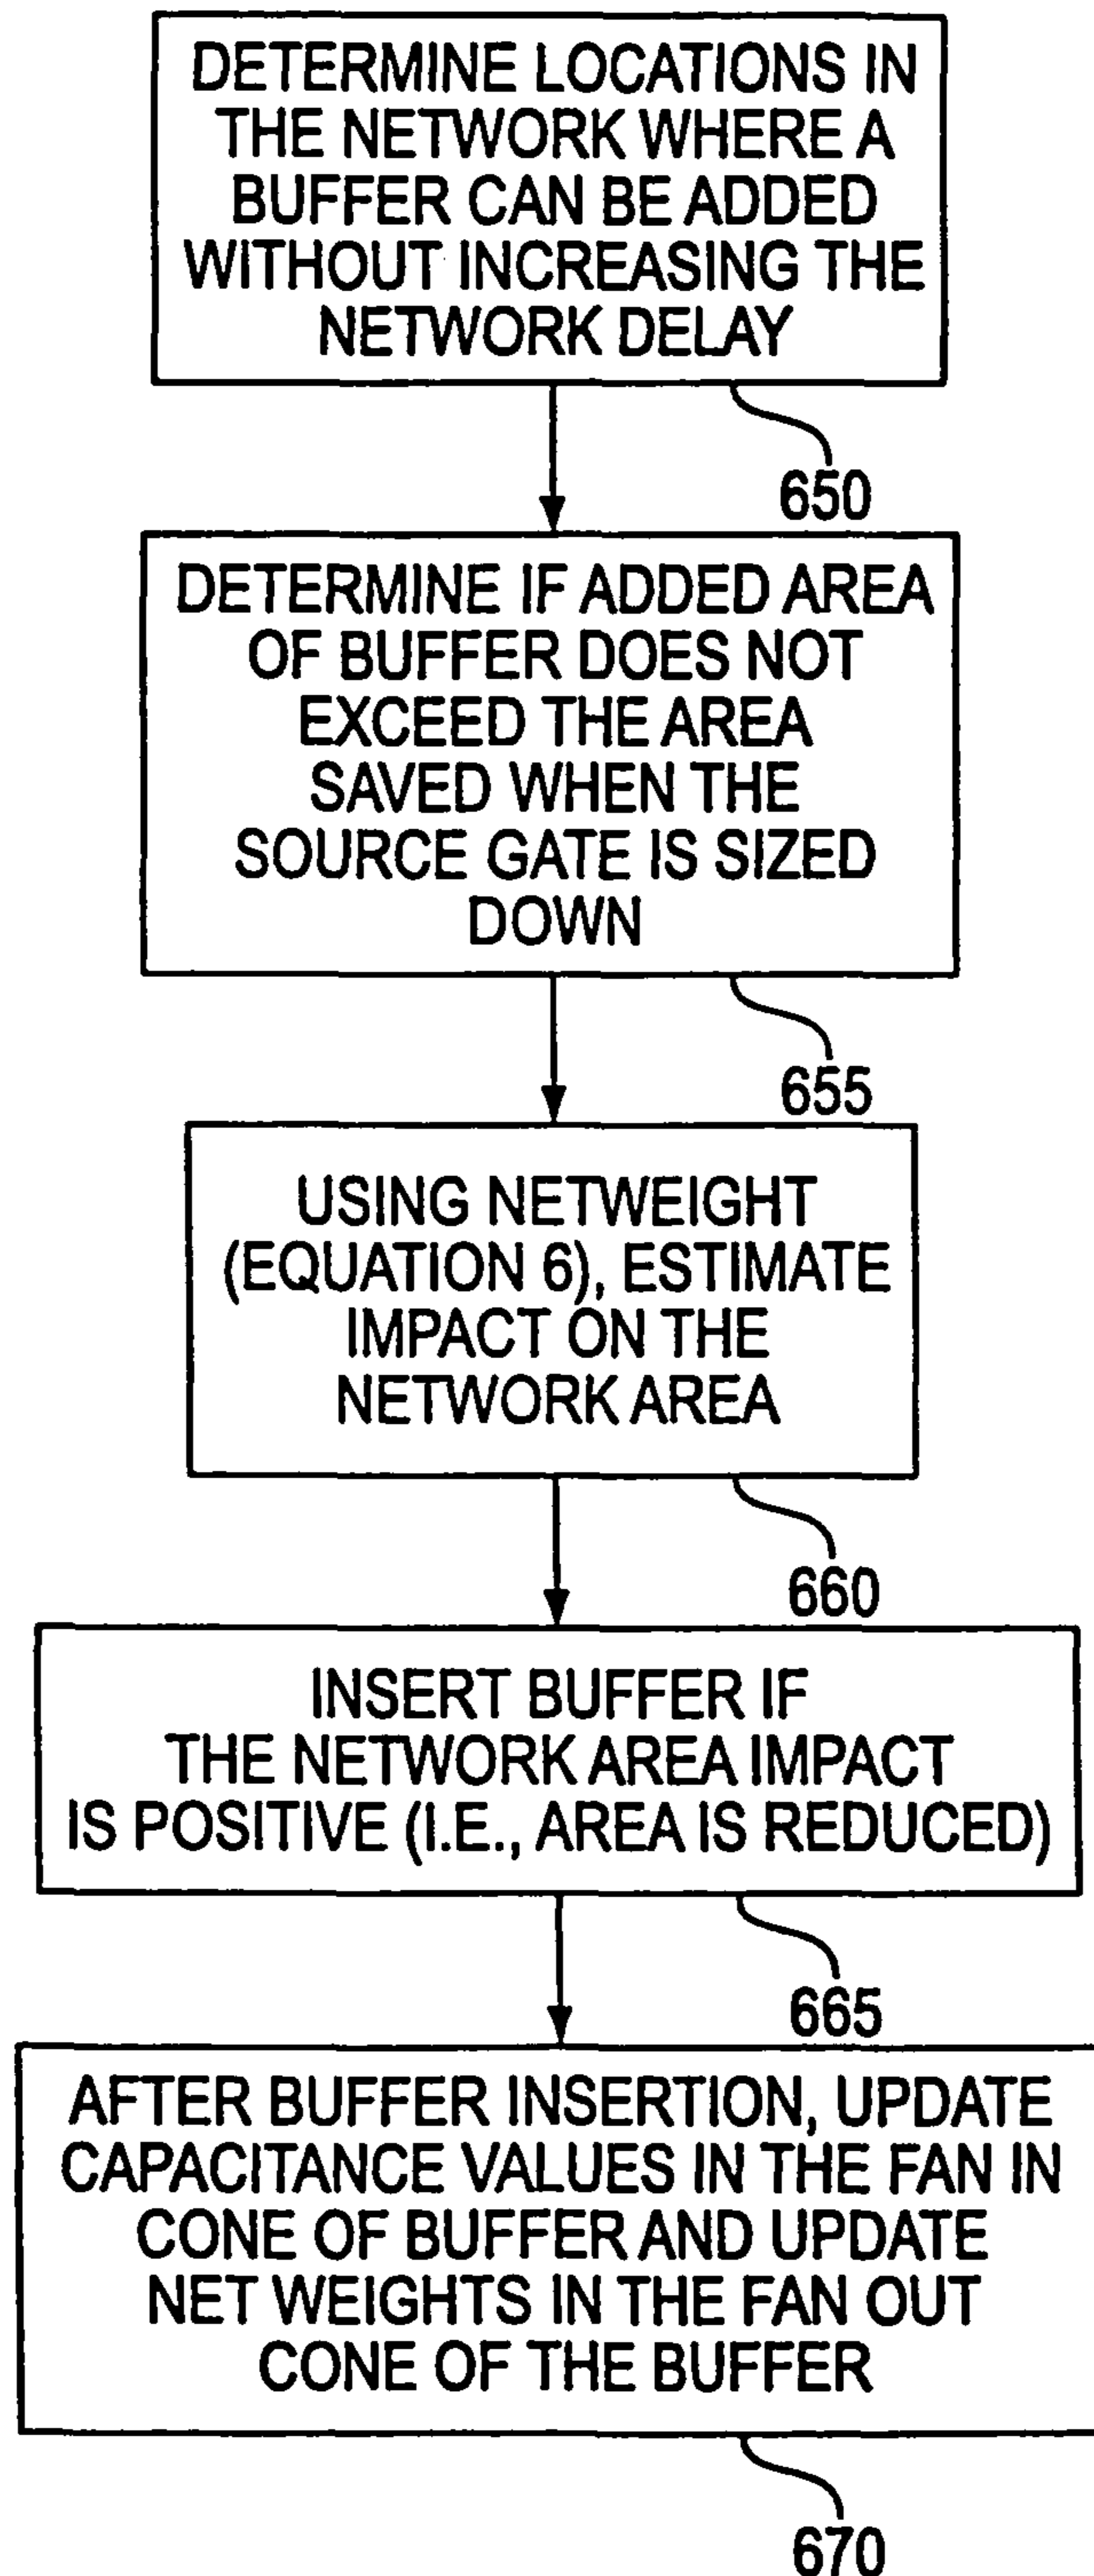 DETERMINE LOCATIONS IN
THE NETWORK WHERE A
BUFFER CAN BE ADDED
WITHOUT INCREASING THE
NETWORK DELAY
650
DETERMINE IF ADDED AREA
OF BUFFER DOES NOT
EXCEED THE AREA
SAVED WHEN THE
SOURCE GATE IS SIZED
DOWN
655
USING NETWEIGHT
(EQUATION 6), ESTIMATE
IMPACT ON THE
NETWORK AREA
660
INSERT BUFFER IF
THE NETWORK AREA IMPACT
IS POSITIVE (I.E., AREA IS REDUCED)
665
AFTER BUFFER INSERTION, UPDATE
CAPACITANCE VALUES IN THE FAN IN
CONE OF BUFFER AND UPDATE
NET WEIGHTS IN THE FAN OUT
CONE OF THE BUFFER
670